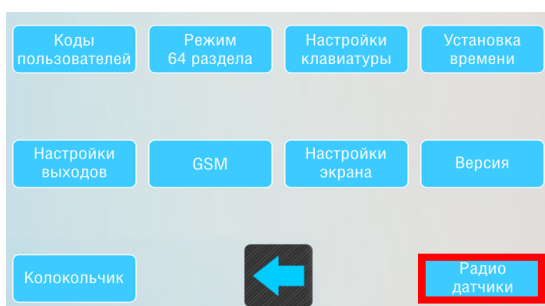 Коды
пользователей
Режим
64 раздела
Настройки
клавиатуры
Установка
времени
Настройки
выходов
GSM
Настройки
экрана
Версия
Колокольчик
Радио
датчики